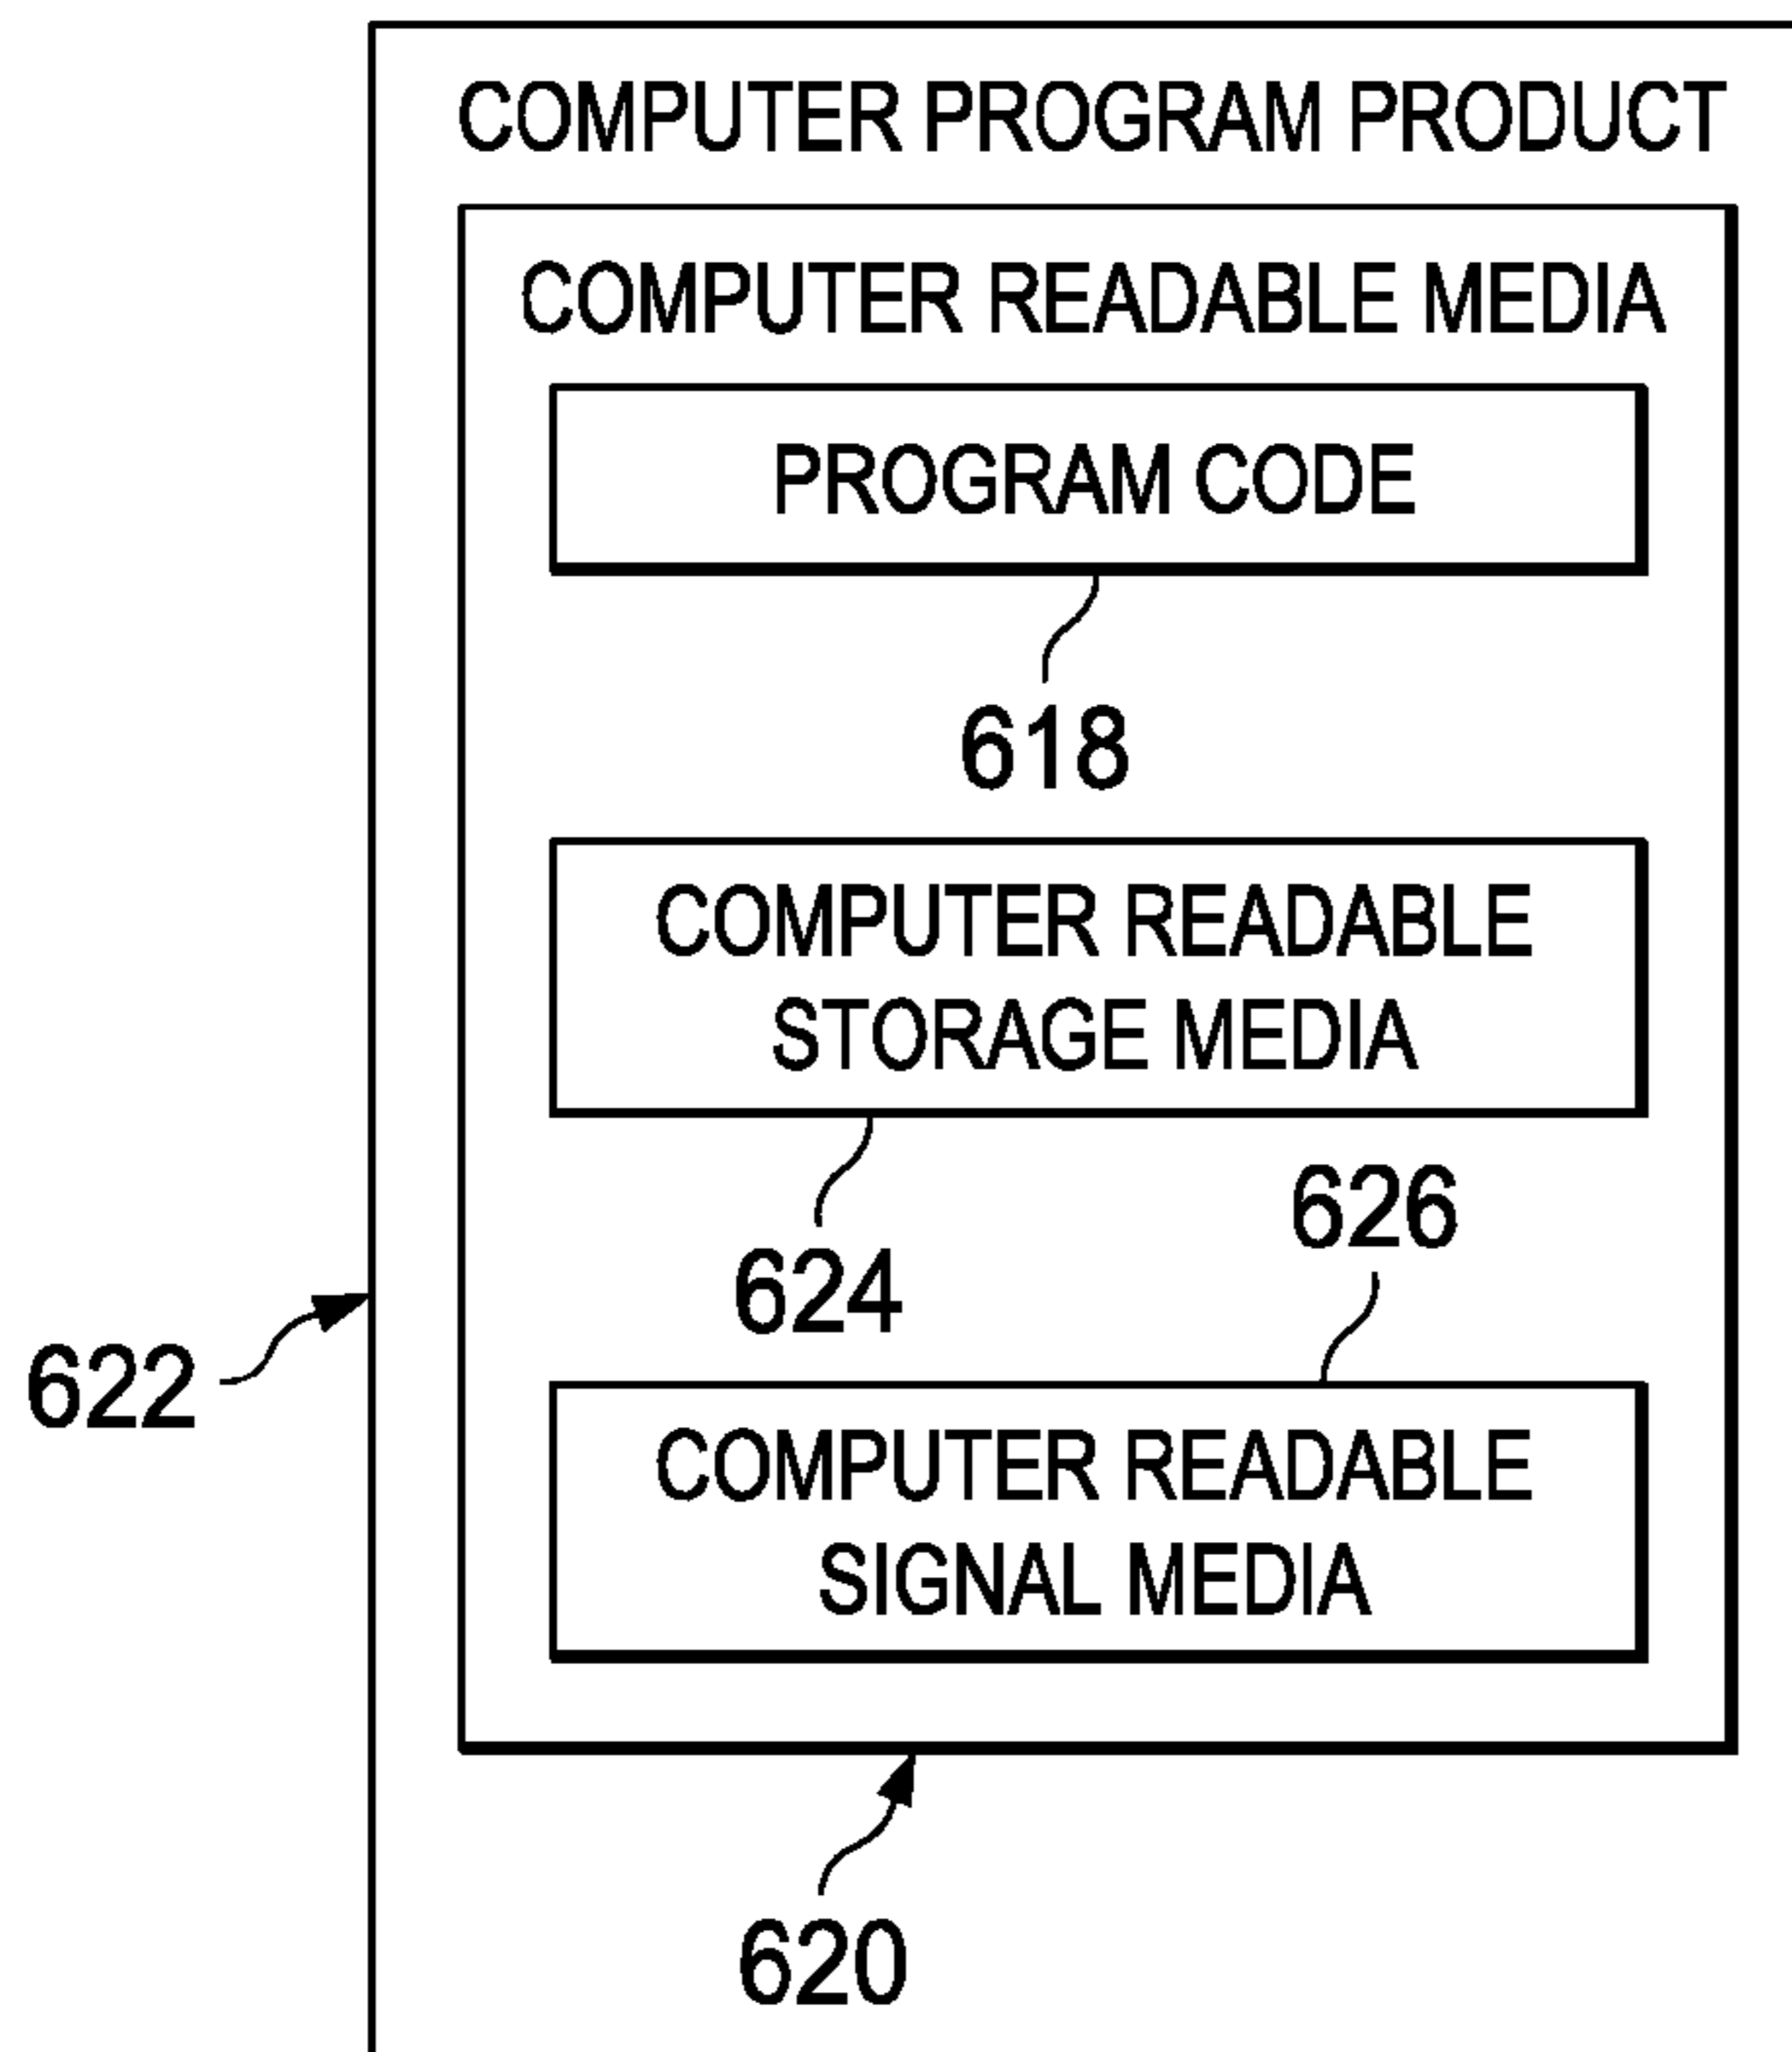 COMPUTER PROGRAM PRODUCT
COMPUTER READABLE MEDIA
PROGRAM CODE
618
COMPUTER READABLE
STORAGE MEDIA
626
624
622
COMPUTER READABLE
SIGNAL MEDIA
620